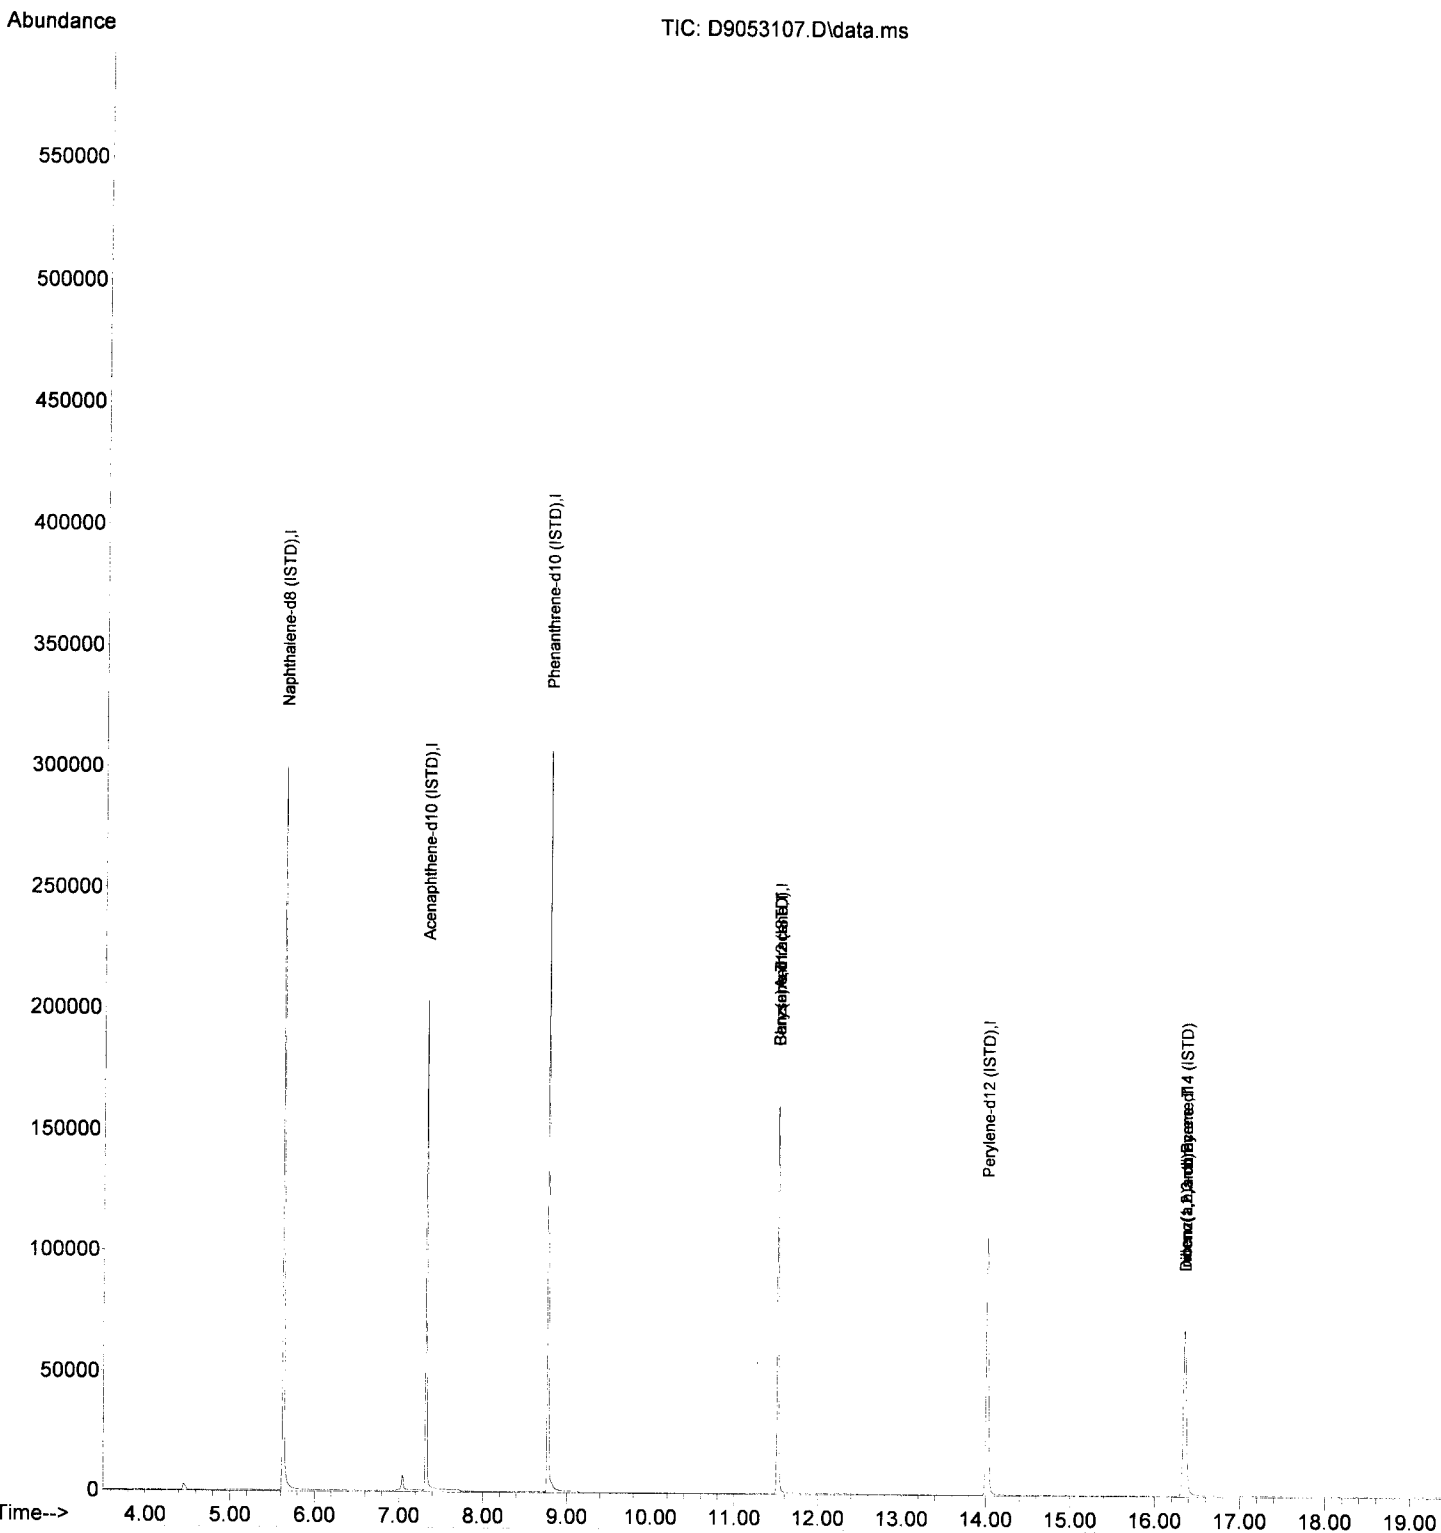 Abundance
TIC: D9053107.D\data.ms
550000
500000
450000
400000
350000
300000
250000
200000
150000
100000
50000
0
Naphthalene-d8 (ISTD),I
Acenaphthene-d10 (ISTD),I
Phenanthrene-d10 (ISTD),I
Perylene-d12 (ISTD),I
Time-->
4.00 5.00 6.00 7.00 8.00 9.00 10.00 11.00 12.00 13.00 14.00 15.00 16.00 17.00 18.00 19.00